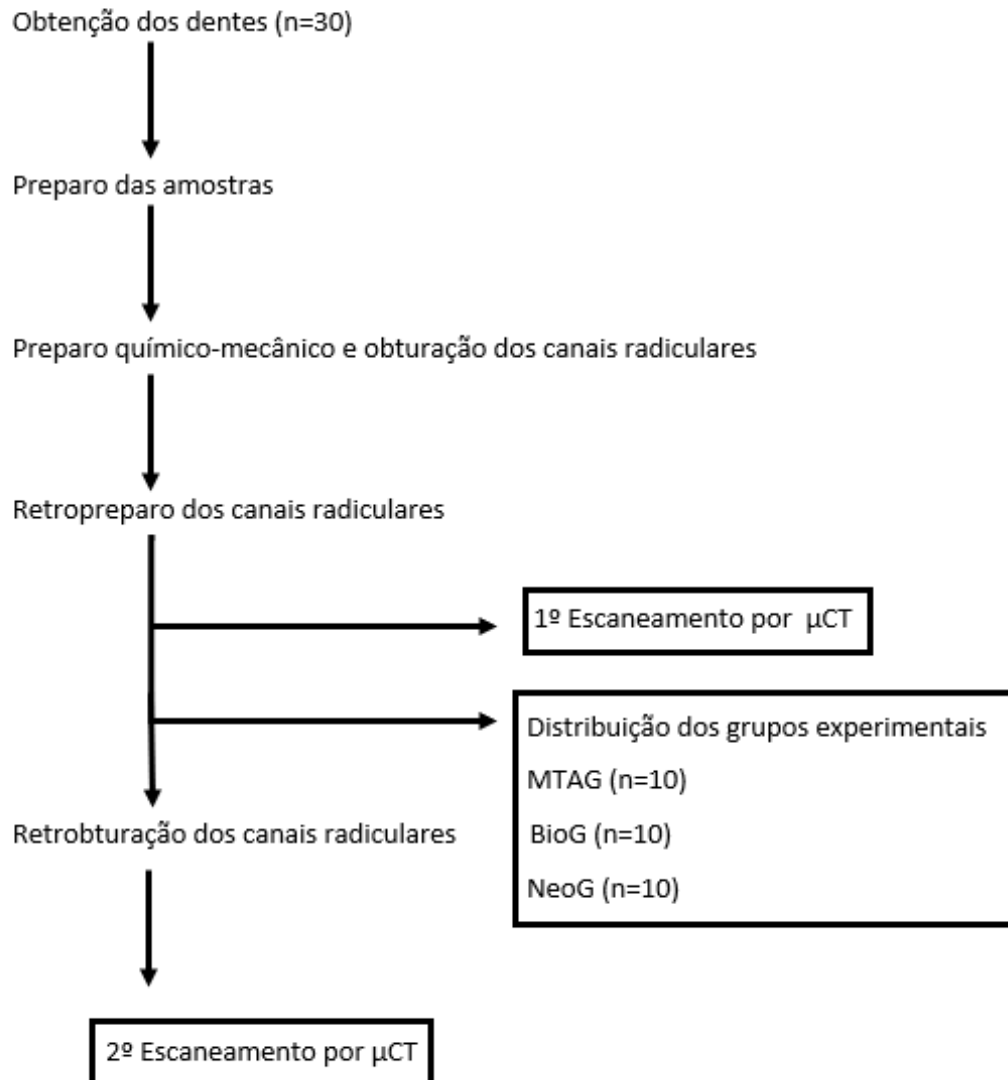 Obtenção dos dentes (n=30)
Preparo das amostras
Preparo químico-mecânico e obturação dos canais radiculares
Retropreparo dos canais radiculares
1º Escaneamento por µCT
Distribuição dos grupos experimentais
MTAG (n=10)
BioG (n=10)
NeoG (n=10)
Retrobturação dos canais radiculares
2º Escaneamento por µCT